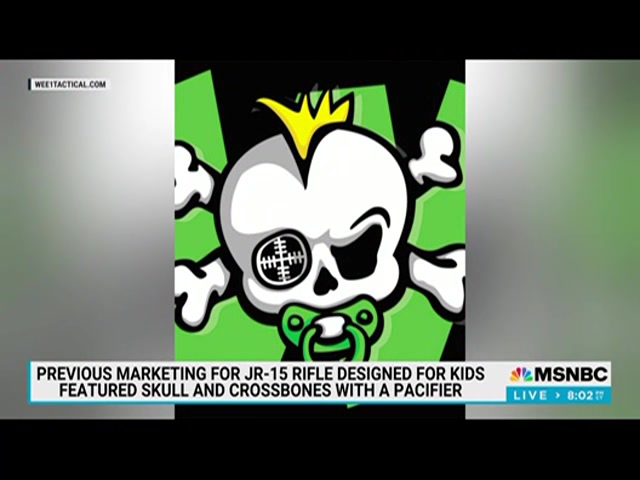 WEE1TACTICAL.COM
PREVIOUS MARKETING FOR JR-15 RIFLE DESIGNED FOR KIDS
FEATURED SKULL AND CROSSBONES WITH A PACIFIER
MSNBC
LIVE > 8:02